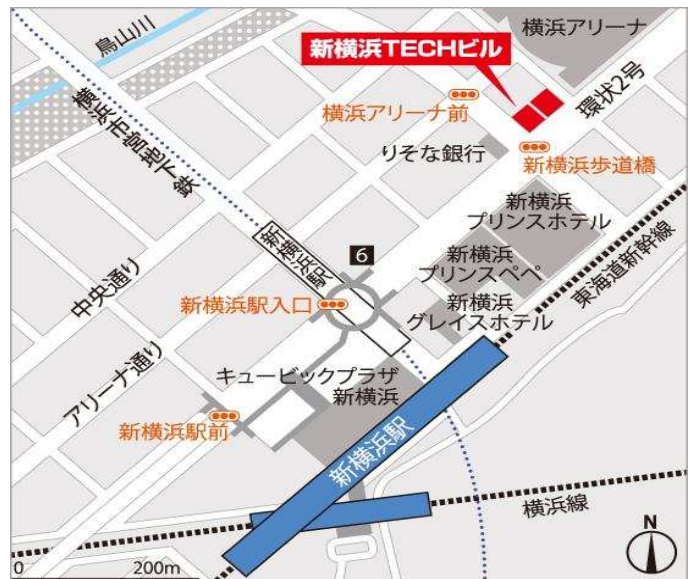 鳥山川
横浜アリーナ
新横浜TECHビル
環状2号
横浜アリーナ前
横浜市営地下鉄
りそな銀行
新横浜歩道橋
新横浜
プリンスホテル
新横浜駅
6
新横浜
プリンスペペ
東海道新幹線
中央通り
新横浜駅入口
新横浜
グレイスホテル
アリーナ通り
キュービックプラザ
新横浜
新横浜駅前
新横浜駅
横浜線
N
0
200m